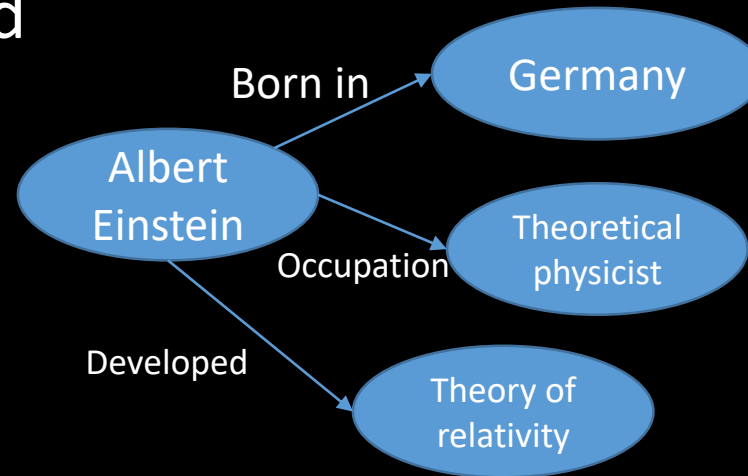 d
Born in
Germany
Albert
Einstein
Theoretical
physicist
Occupation
Developed
Theory of
relativity